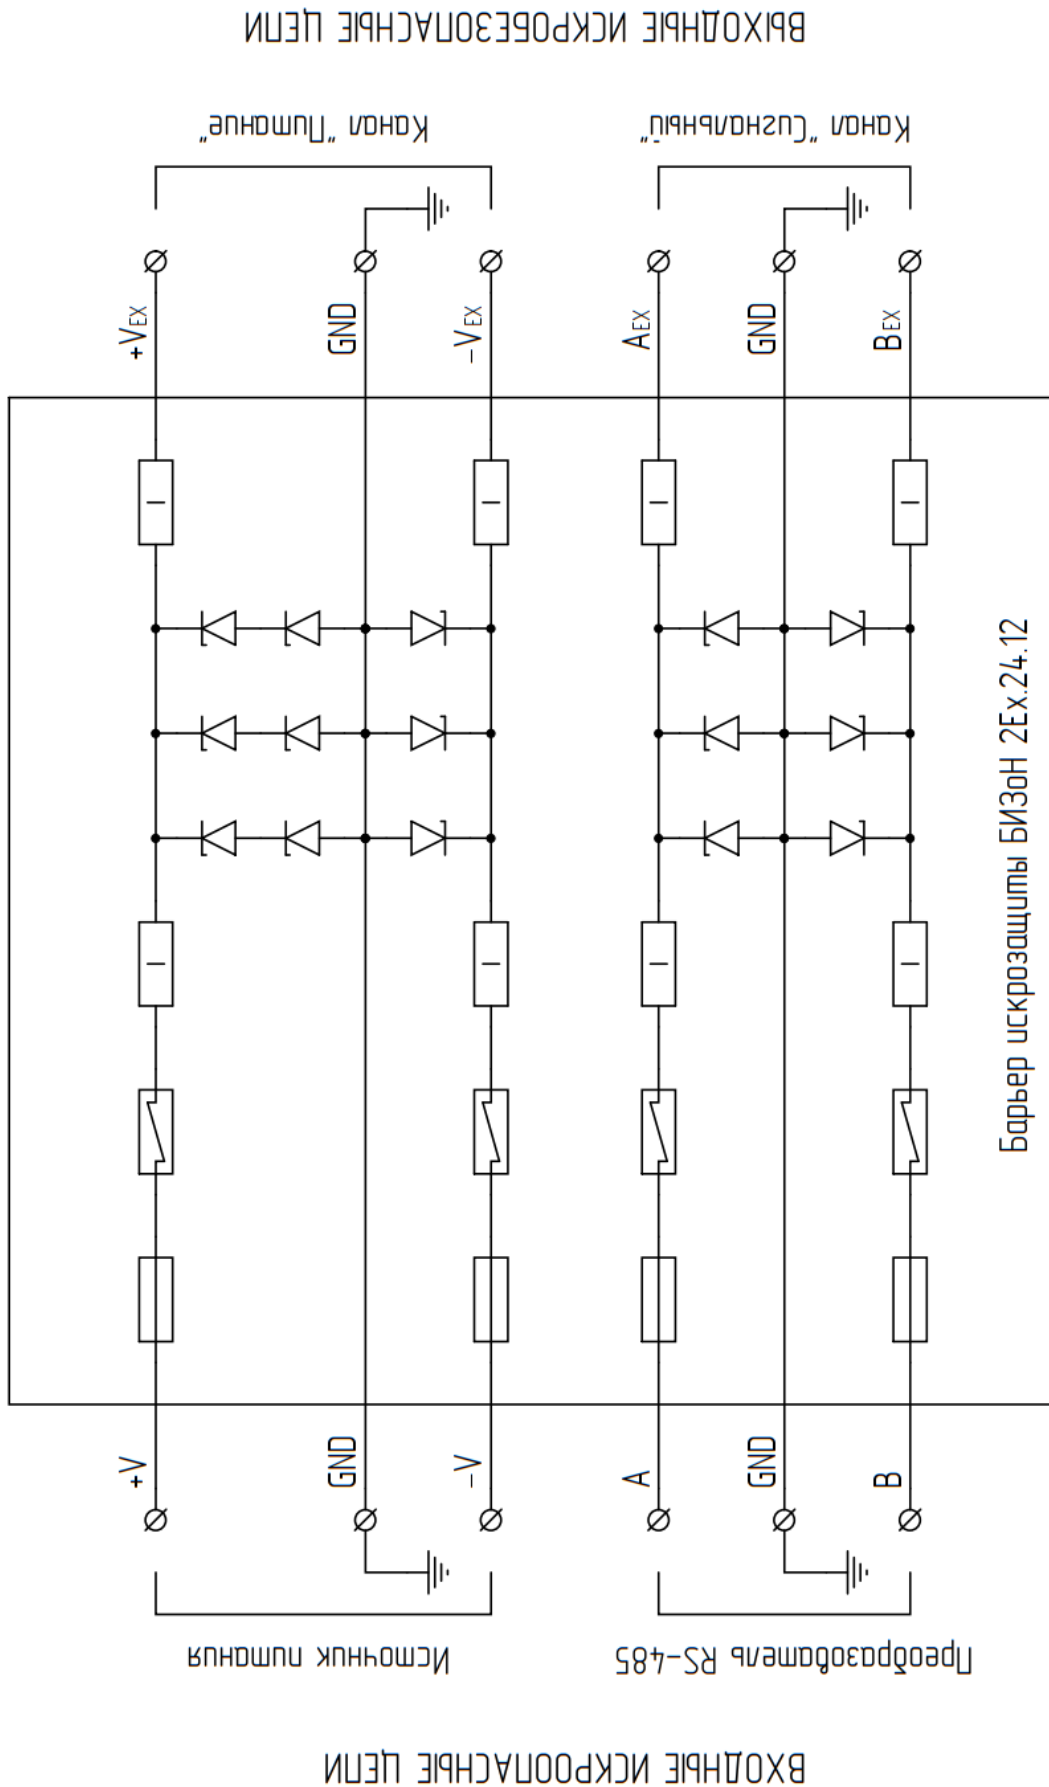 ВЫХОДНЫЕ ИСКРОБЕЗОПАСНЫЕ ЦЕПИ
Канал "Питание"
Канал "Сигнальный"
+VEX
GND
-VEX
AEX
GND
BEX
Барьер искрозащиты БИЗоН 2Ex.24.12
+V
GND
-V
A
GND
B
Источник питания
Преобразователь RS-485
ВХОДНЫЕ ИСКРООПАСНЫЕ ЦЕПИ